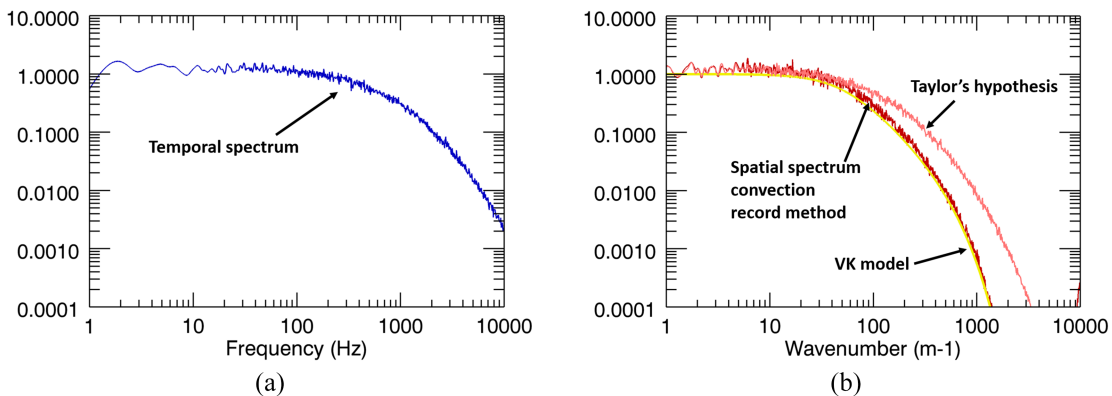 10.0000
1.0000
0.1000
0.0100
0.0010
0.0001
1
10
100
1000
10000
Frequency (Hz)
Temporal spectrum
(a)
10.0000
1.0000
0.1000
0.0100
0.0010
0.0001
1
10
100
1000
10000
Wavenumber (m-1)
Taylor's hypothesis
Spatial spectrum
convection
record method
VK model
(b)